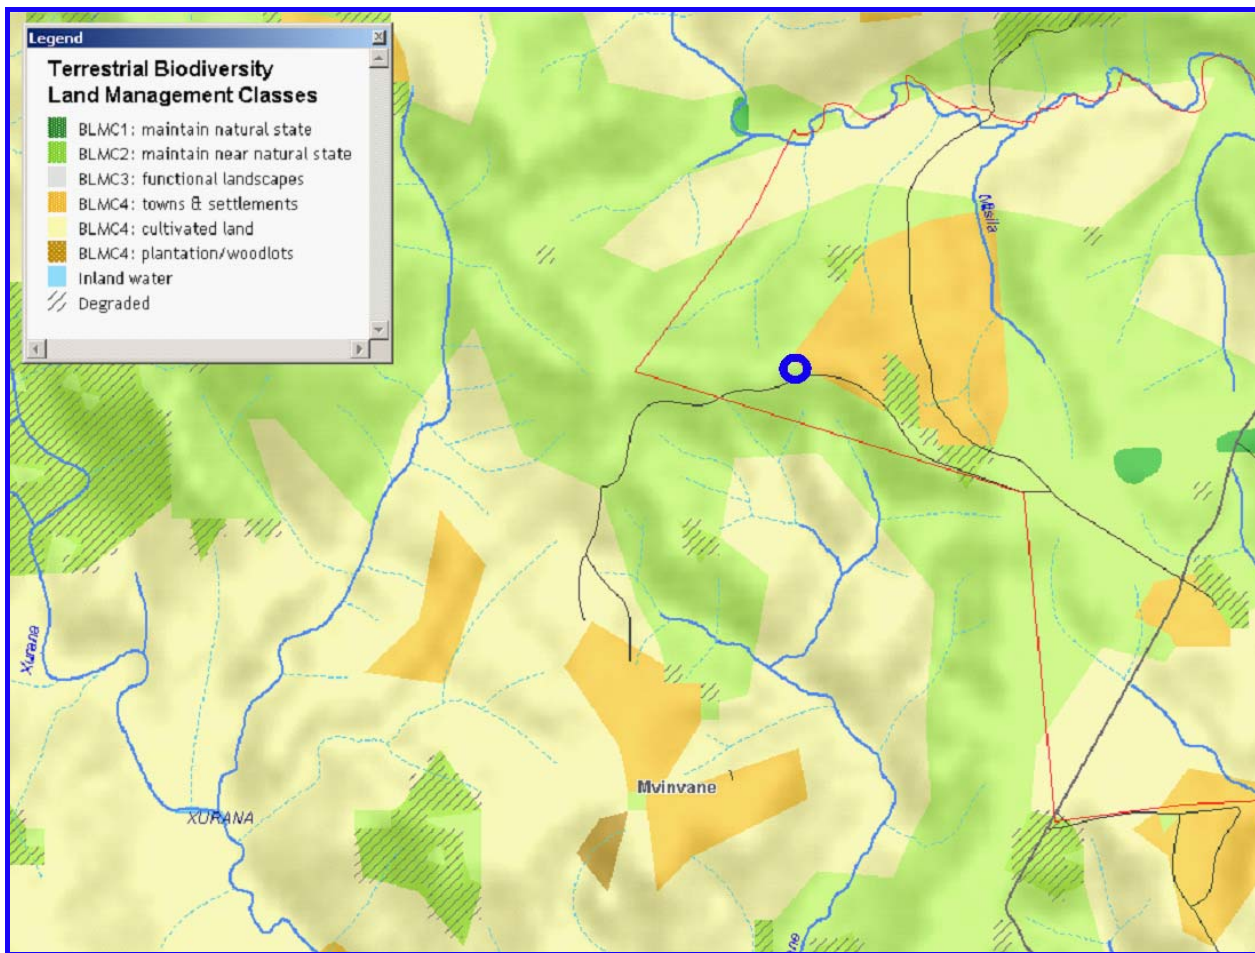 Legend
Terrestrial Biodiversity
Land Management Classes
BLMC1: maintain natural state
BLMC2: maintain near natural state
BLMC3: functional landscapes
BLMC4: towns & settlements
BLMC4: cultivated land
BLMC4: plantation/woodlots
Inland water
Degraded
Xurana
XURANA
Mvinvane